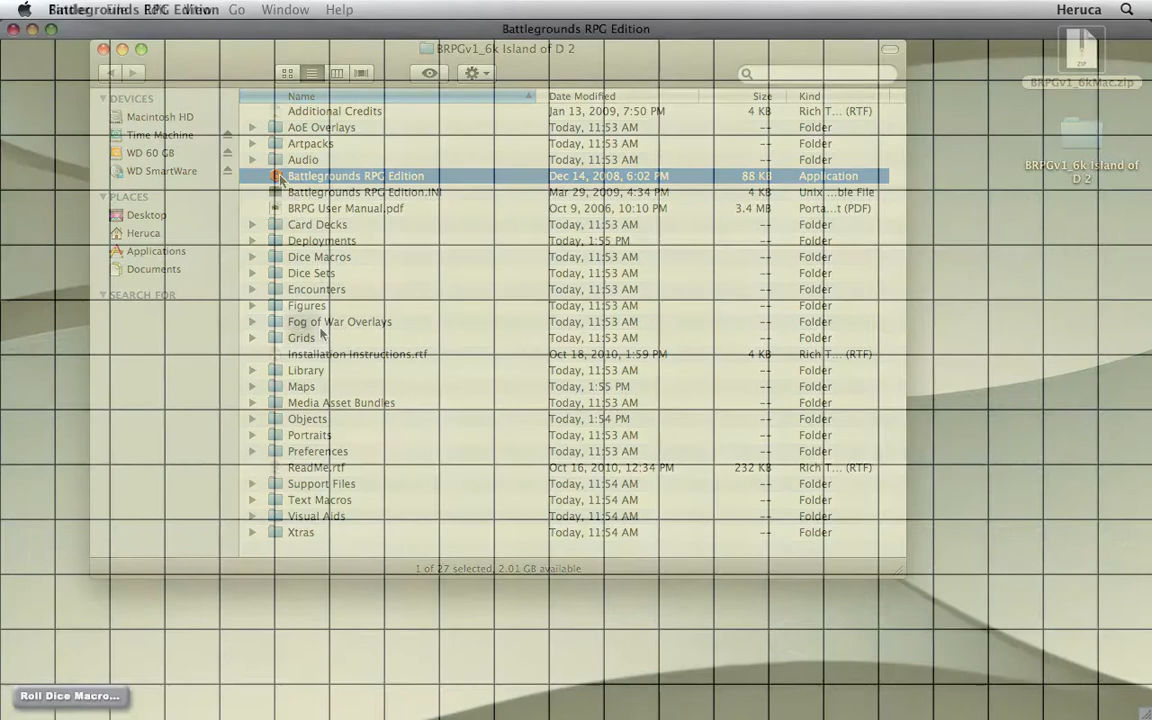 Battlegrounds RPG Edition File View Go Window Help Heruca
Battlegrounds RPG Edition
BRPGv1_6k Island of D 2
Name Date Modified Size Kind
DEVICES
Macintosh HD
Time Machine
WD 60 GB
WD SmartWare
PLACES
Desktop
Heruca
Applications
Documents
SEARCH FOR
Additional Credits Jan 13, 2009, 7:50 PM 4 KB Rich T... (RTF)
AoE Overlays Today, 11:53 AM -- Folder
Artpacks Today, 11:53 AM -- Folder
Audio Today, 11:53 AM -- Folder
Battlegrounds RPG Edition Dec 14, 2008, 6:02 PM 88 KB Application
Battlegrounds RPG Edition.INI Mar 29, 2009, 4:34 PM 4 KB Unix ...ble File
BRPG User Manual.pdf Oct 9, 2006, 10:10 PM 3.4 MB Porta...t (PDF)
Card Decks Today, 11:53 AM -- Folder
Deployments Today, 1:55 PM -- Folder
Dice Macros Today, 11:53 AM -- Folder
Dice Sets Today, 11:53 AM -- Folder
Encounters Today, 11:53 AM -- Folder
Figures Today, 11:53 AM -- Folder
Fog of War Overlays Today, 11:53 AM -- Folder
Grids Today, 11:53 AM -- Folder
Installation Instructions.rtf Oct 18, 2010, 1:59 PM 4 KB Rich T... (RTF)
Library Today, 11:53 AM -- Folder
Maps Today, 1:55 PM -- Folder
Media Asset Bundles Today, 11:53 AM -- Folder
Objects Today, 1:54 PM -- Folder
Portraits Today, 11:53 AM -- Folder
Preferences Today, 11:53 AM -- Folder
ReadMe.rtf Oct 16, 2010, 12:34 PM 232 KB Rich T... (RTF)
Support Files Today, 11:54 AM -- Folder
Text Macros Today, 11:54 AM -- Folder
Visual Aids Today, 11:54 AM -- Folder
Xtras Today, 11:54 AM -- Folder
1 of 27 selected, 2.01 GB available
ZIP
BRPGv1_6kMac.zip
BRPGv1_6k Island of
D 2
Roll Dice Macro...